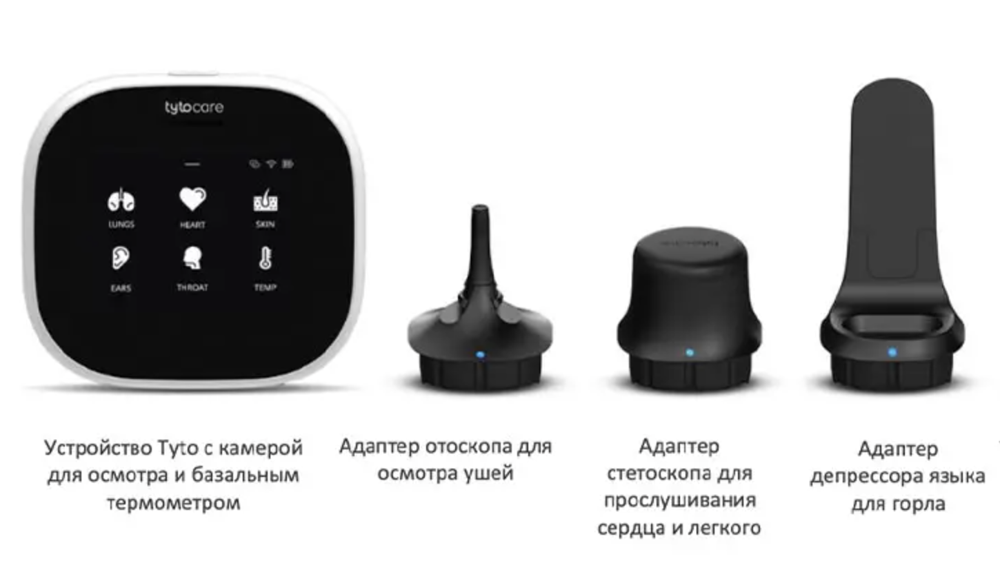 tytocare
LUNGS
HEART
SKIN
EARS
THROAT
TEMP
Устройство Tyto с камерой
для осмотра и базальным
термометром
Адаптер отоскопа для
осмотра ушей
Адаптер
стетоскопа для
прослушивания
сердца и легкого
Адаптер
депрессора языка
для горла